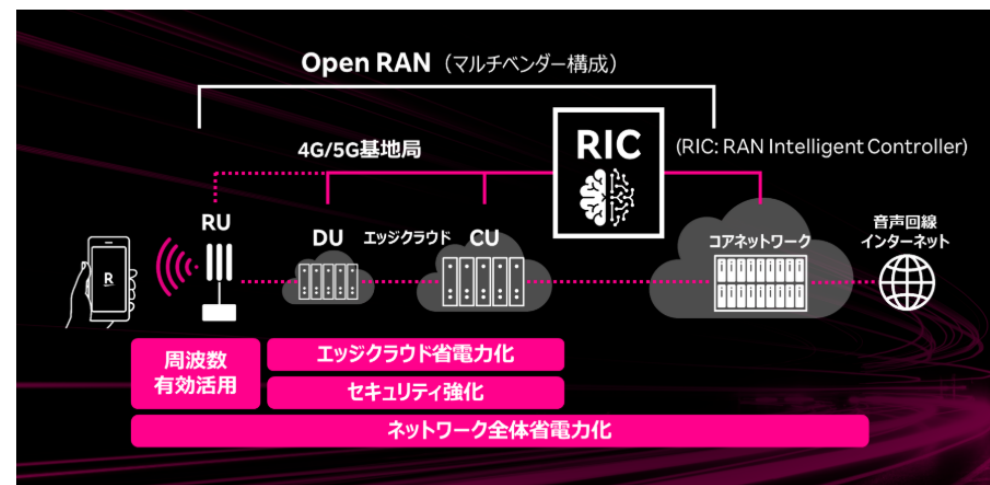 Open RAN（マルチベンダー構成）
4G/5G基地局
RIC
(RIC: RAN Intelligent Controller)
RU
DU
エッジクラウド
CU
コアネットワーク
音声回線
インターネット
R
周波数
有効活用
エッジクラウド省電力化
セキュリティ強化
ネットワーク全体省電力化